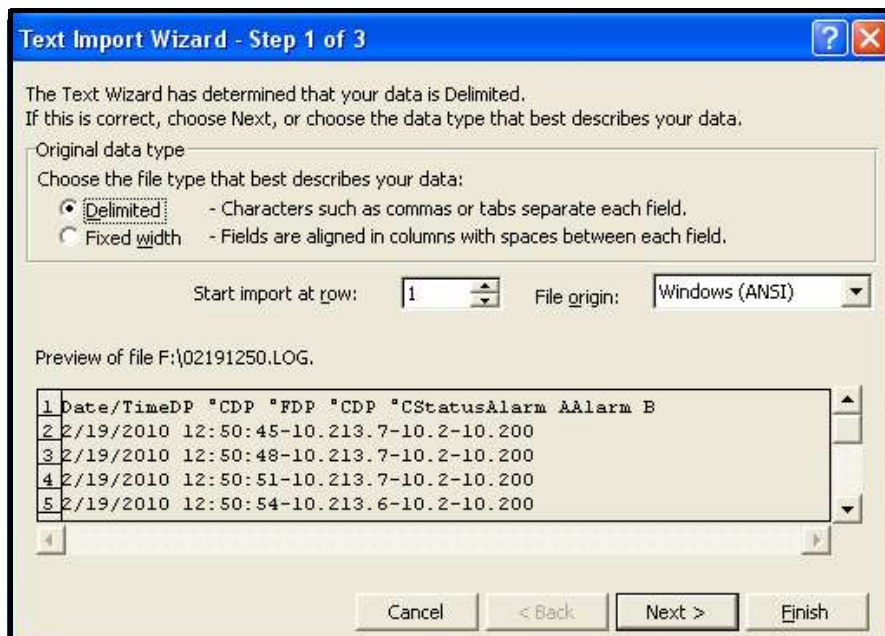 Text Import Wizard - Step 1 of 3
The Text Wizard has determined that your data is Delimited.
If this is correct, choose Next, or choose the data type that best describes your data.
Original data type
Choose the file type that best describes your data:
Delimited - Characters such as commas or tabs separate each field.
Fixed width - Fields are aligned in columns with spaces between each field.
Start import at row: 1 File origin: Windows (ANSI)
Preview of file F:\02191250.LOG.
1 Date/TimeDP °CDP °FDP °CDP °CStatusAlarm AAlarm B
2 2/19/2010 12:50:45-10.213.7-10.2-10.200
3 2/19/2010 12:50:48-10.213.7-10.2-10.200
4 2/19/2010 12:50:51-10.213.7-10.2-10.200
5 2/19/2010 12:50:54-10.213.6-10.2-10.200
Cancel < Back Next > Finish